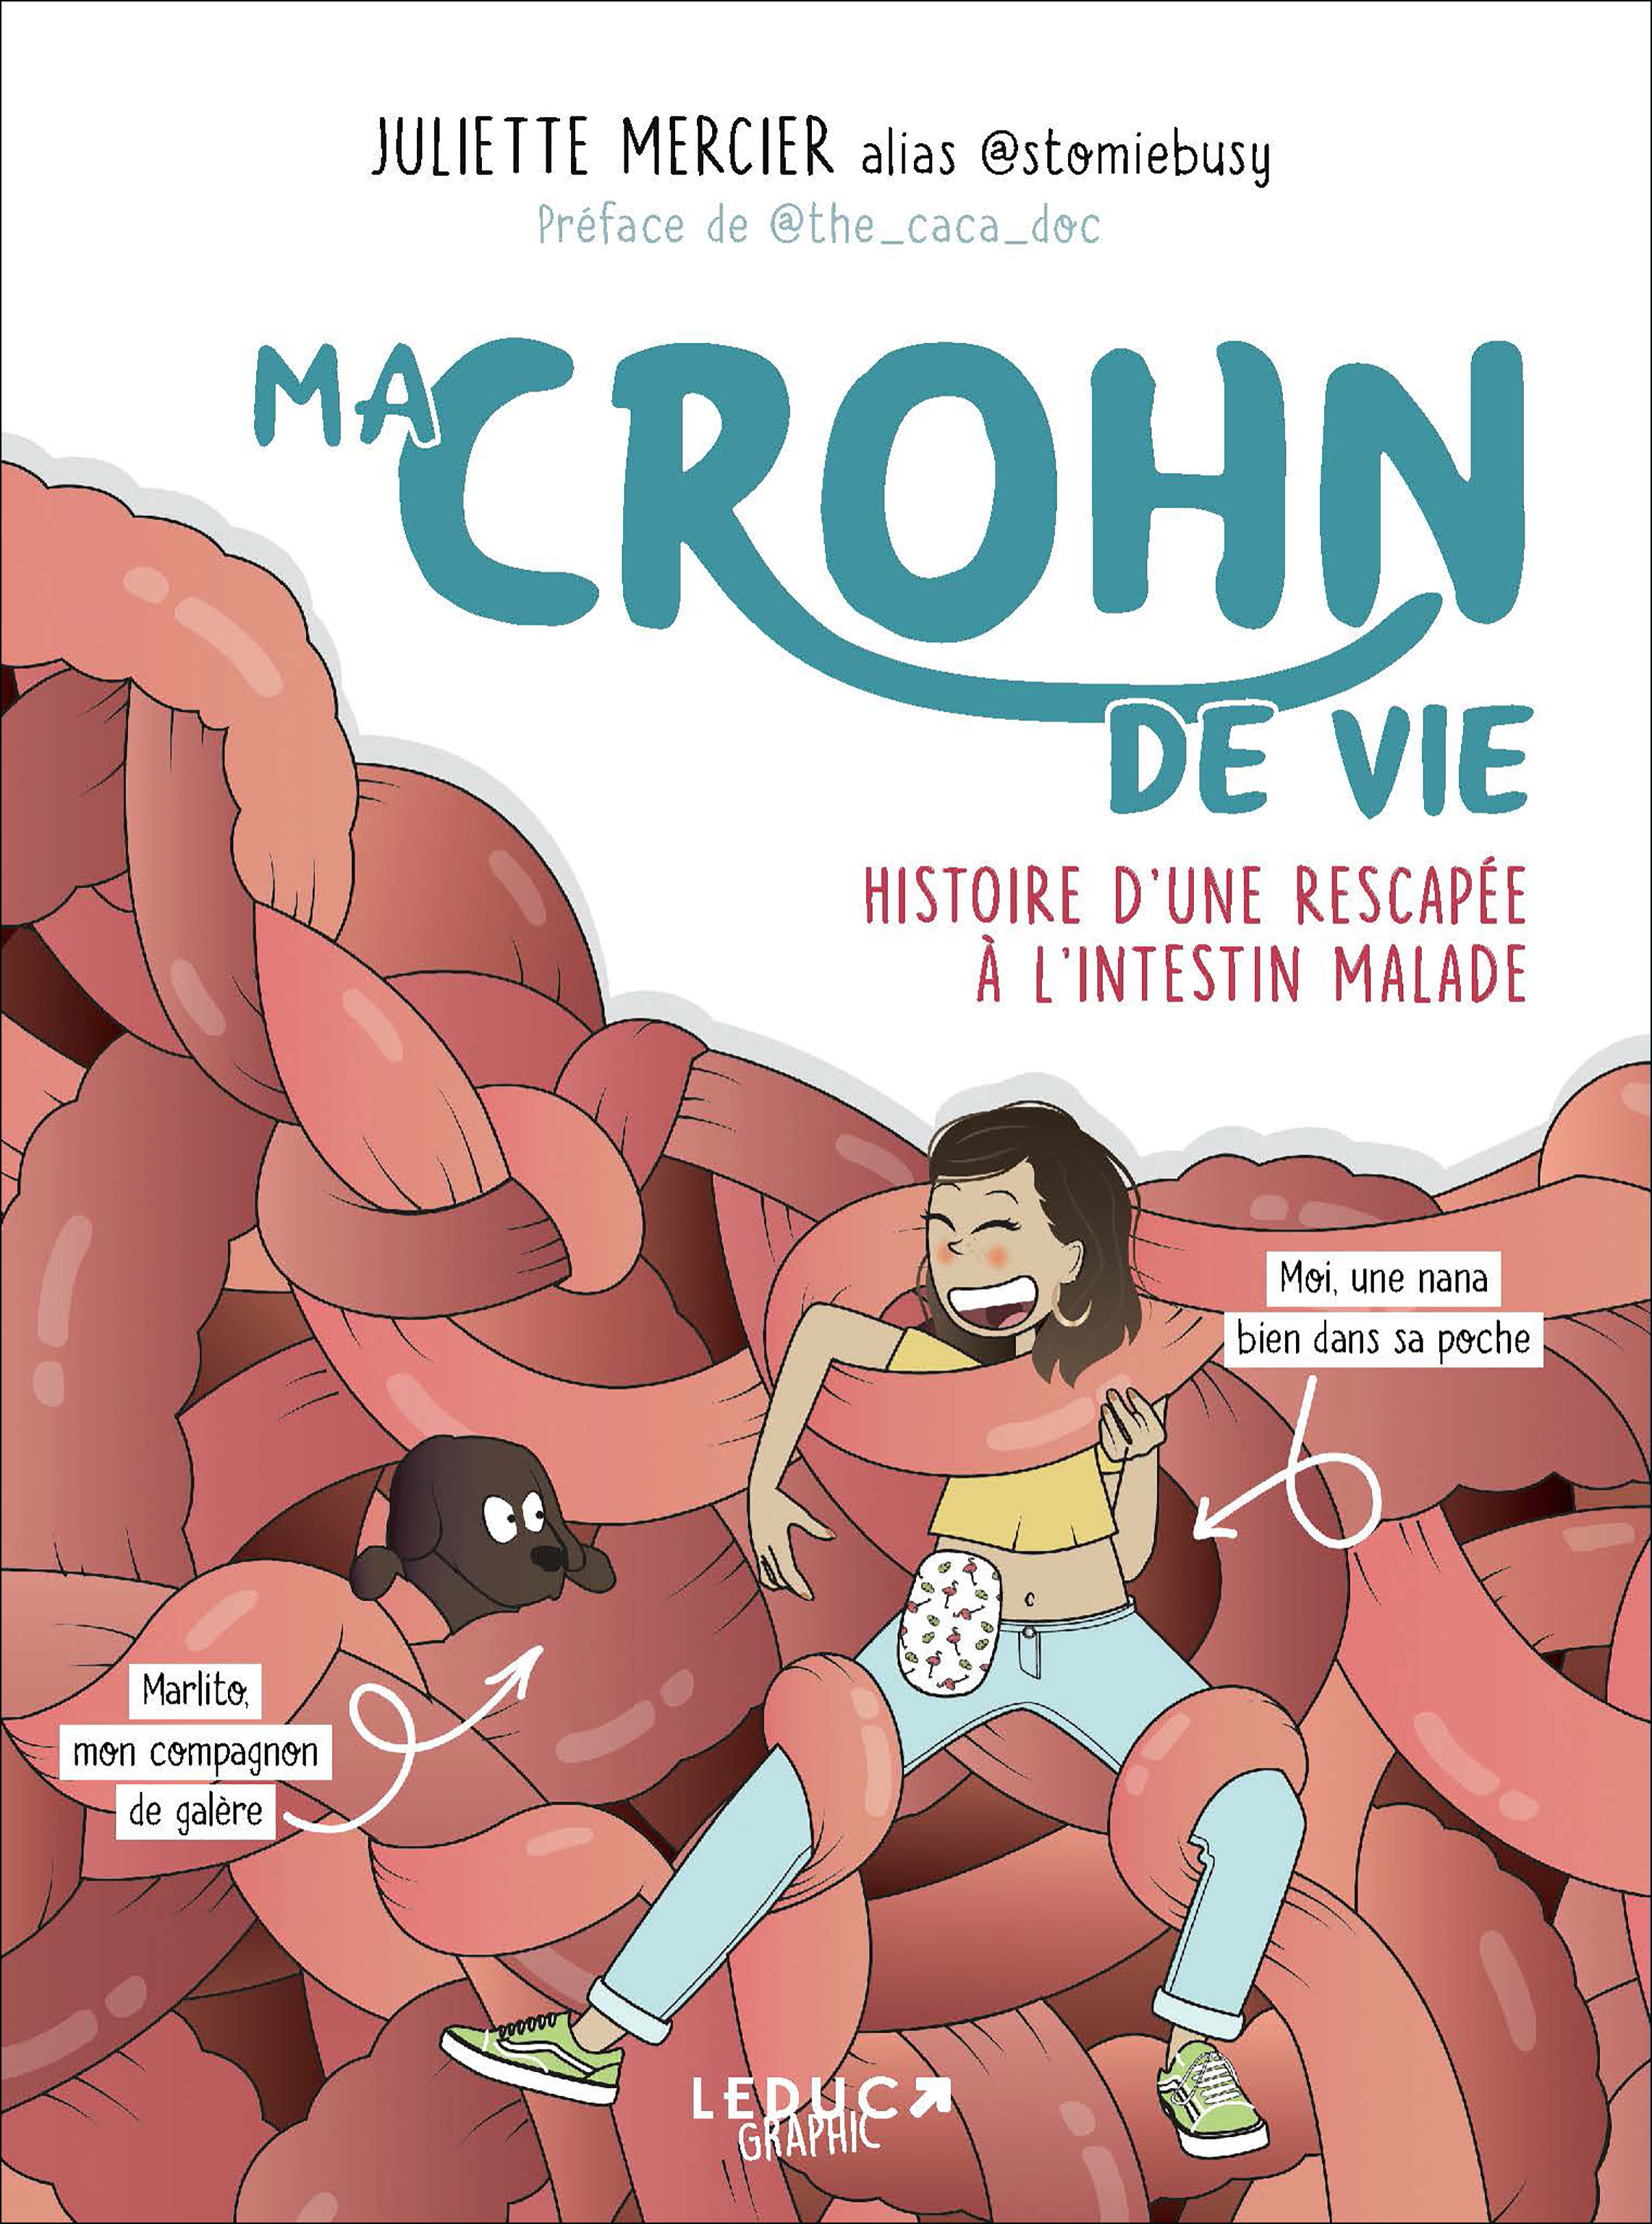 JULIETTE MERCIER alias @stomiebusy
Préface de @the_caca_doc
MA CROHN
DE VIE
HISTOIRE D'UNE RESCAPÉE
À L'INTESTIN MALADE
Moi, une nana
bien dans sa poche
Marlito,
mon compagnon
de galère
LEDUC
GRAPHIC